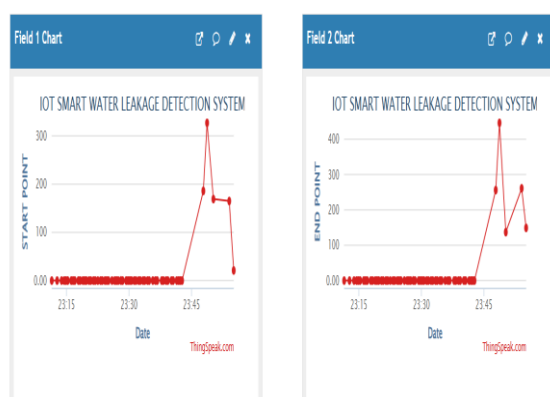 Field 1 Chart
IOT SMART WATER LEAKAGE DETECTION SYSTEM
START POINT
300
200
100
0.00
23:15 23:30 23:45
Date
ThingSpeak.com
Field 2 Chart
IOT SMART WATER LEAKAGE DETECTION SYSTEM
END POINT
400
300
200
100
0.00
23:15 23:30 23:45
Date
ThingSpeak.com